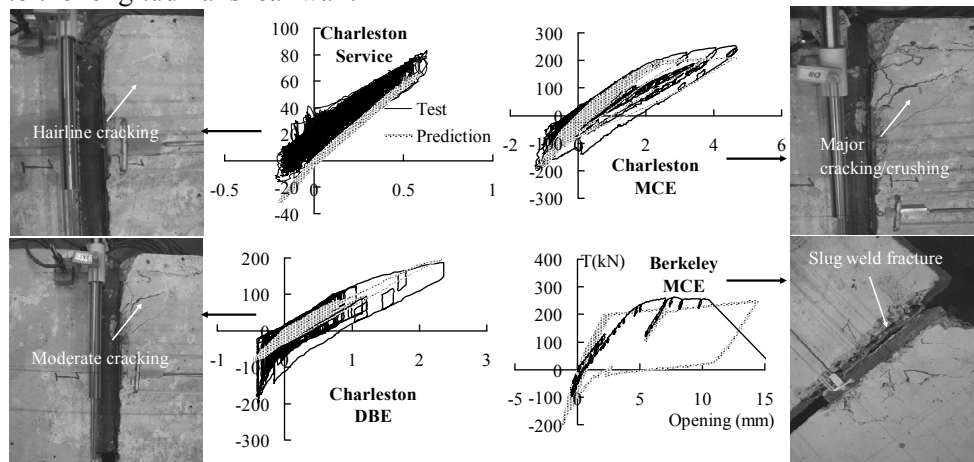 Charleston
Service
100
80
60
40
20
0
-20
-40
-0.5
0
0.5
1
Test
Prediction
Hairline cracking
300
200
100
0
-100
-200
-300
-2
0
2
4
6
Charleston
MCE
Major
cracking/crushing
200
100
0
-100
-200
-300
-1
0
1
2
3
Charleston
DBE
Moderate cracking
T(kN)
Berkeley
MCE
400
300
200
100
0
-100
-200
-5
0
5
10
15
Opening (mm)
Slug weld fracture